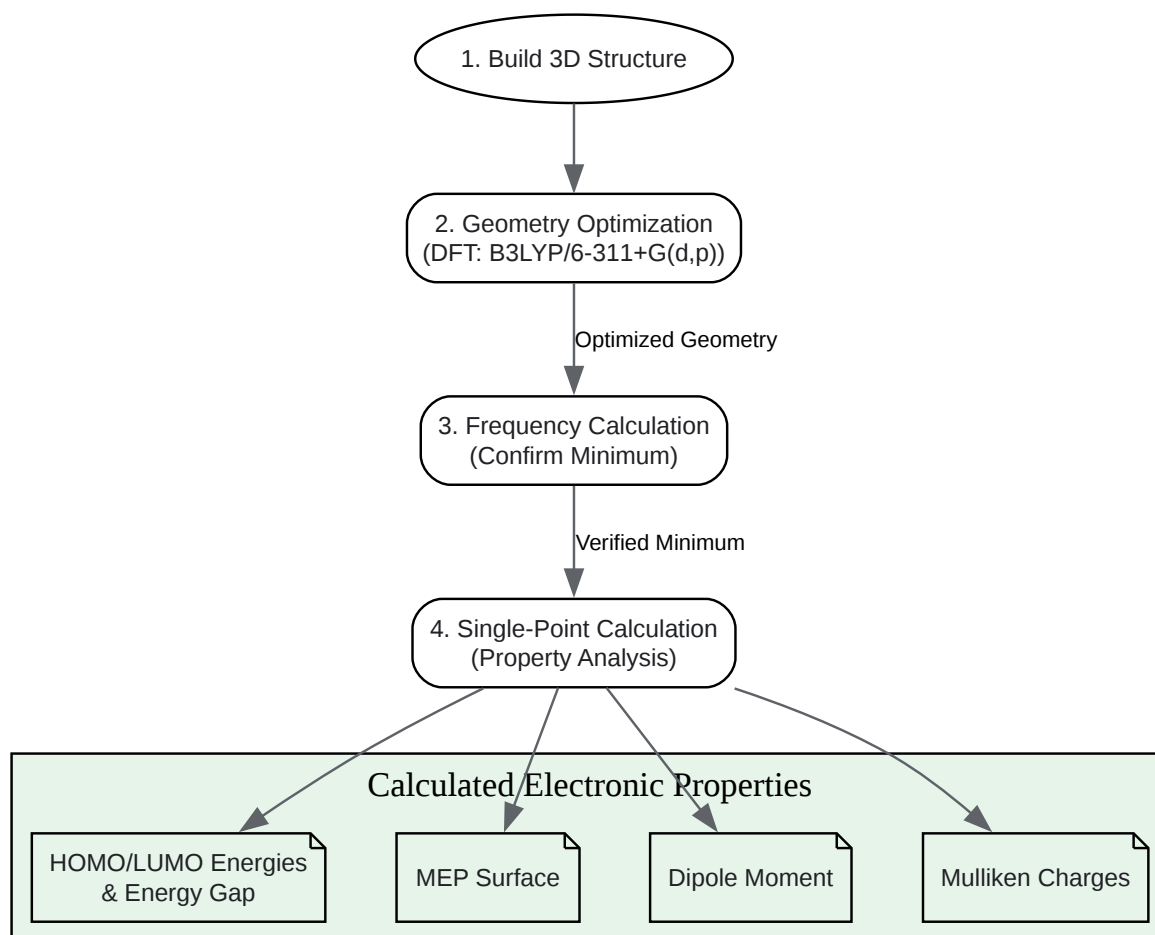 1. Build 3D Structure
2. Geometry Optimization
(DFT: B3LYP/6-311+G(d,p))
Optimized Geometry
3. Frequency Calculation
(Confirm Minimum)
Verified Minimum
4. Single-Point Calculation
(Property Analysis)
Calculated Electronic Properties
HOMO/LUMO Energies
& Energy Gap
MEP Surface
Dipole Moment
Mulliken Charges